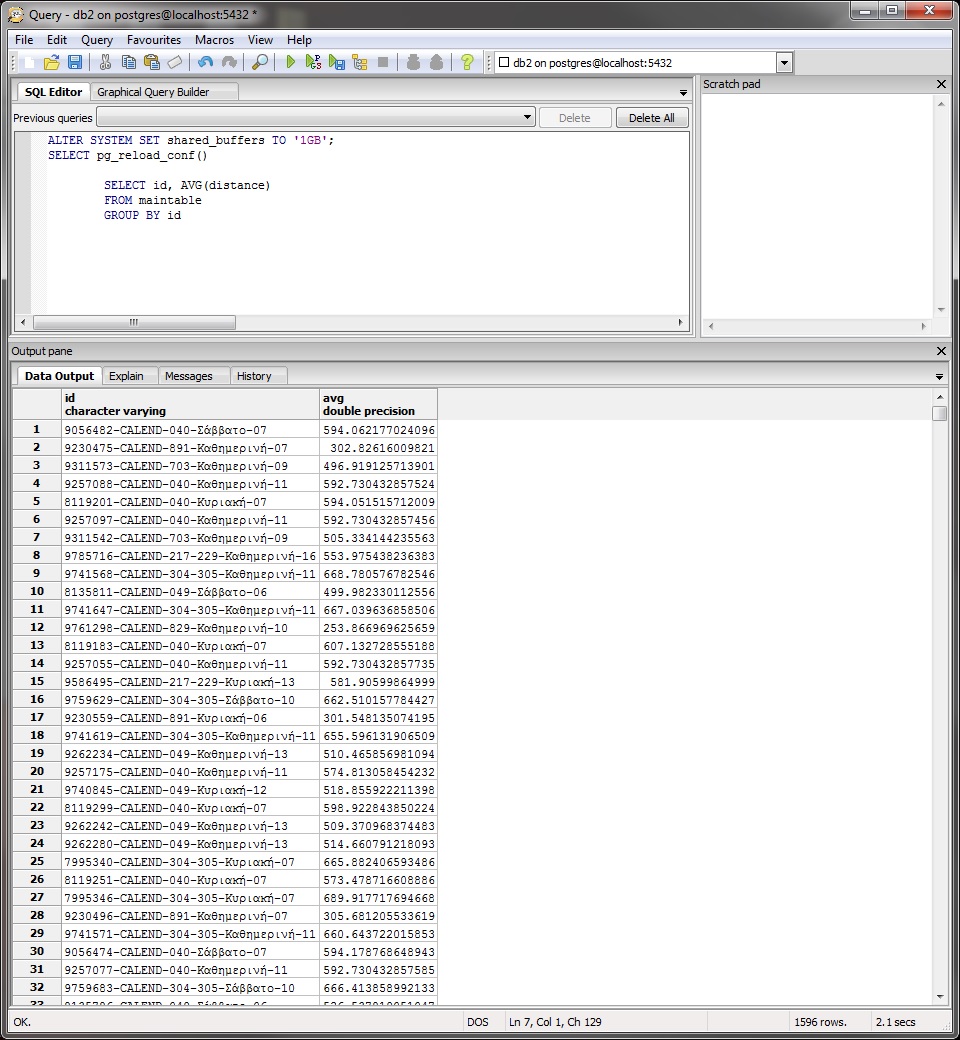 Query - db2 on postgres@localhost:5432 *
File Edit Query Favourites Macros View Help
db2 on postgres@localhost:5432
SQL Editor Graphical Query Builder
Previous queries Delete Delete All
ALTER SYSTEM SET shared_buffers TO '1GB';
SELECT pg_reload_conf()
SELECT id, AVG(distance)
FROM maintable
GROUP BY id
Scratch pad
Output pane
Data Output Explain Messages History
id avg
character varying double precision
1 9056482-CALEND-040-Σάββατο-07 594.062177024096
2 9230475-CALEND-891-Καθημερινή-07 302.82616009821
3 9311573-CALEND-703-Καθημερινή-09 496.919125713901
4 9257088-CALEND-040-Καθημερινή-11 592.730432857524
5 8119201-CALEND-040-Κυριακή-07 594.051515712009
6 9257097-CALEND-040-Καθημερινή-11 592.730432857456
7 9311542-CALEND-703-Καθημερινή-09 505.334144235563
8 9785716-CALEND-217-229-Καθημερινή-16 553.975438236383
9 9741568-CALEND-304-305-Καθημερινή-11 668.780576782546
10 8135811-CALEND-049-Σάββατο-06 499.982330112556
11 9741647-CALEND-304-305-Καθημερινή-11 667.039636858506
12 9761298-CALEND-829-Καθημερινή-10 253.866969625659
13 8119183-CALEND-040-Κυριακή-07 607.132728555188
14 9257055-CALEND-040-Καθημερινή-11 592.730432857735
15 9586495-CALEND-217-229-Κυριακή-13 581.90599864999
16 9759629-CALEND-304-305-Σάββατο-10 662.510157784427
17 9230559-CALEND-891-Κυριακή-06 301.548135074195
18 9741619-CALEND-304-305-Καθημερινή-11 655.596131906509
19 9262234-CALEND-049-Καθημερινή-13 510.465856981094
20 9257175-CALEND-040-Καθημερινή-11 574.813058454232
21 9740845-CALEND-049-Κυριακή-12 518.855922211398
22 8119299-CALEND-040-Κυριακή-07 598.922843850224
23 9262242-CALEND-049-Καθημερινή-13 509.370968374483
24 9262280-CALEND-049-Καθημερινή-13 514.660791218093
25 7995340-CALEND-304-305-Κυριακή-07 665.882406593486
26 8119251-CALEND-040-Κυριακή-07 573.478716608886
27 7995346-CALEND-304-305-Κυριακή-07 689.917717694668
28 9230496-CALEND-891-Καθημερινή-07 305.681205533619
29 9741571-CALEND-304-305-Καθημερινή-11 660.643722015853
30 9056474-CALEND-040-Σάββατο-07 594.178768648943
31 9257077-CALEND-040-Καθημερινή-11 592.730432857585
32 9759683-CALEND-304-305-Σάββατο-10 666.413858992133
OK. DOS Ln 7, Col 1, Ch 129 1596 rows. 2.1 secs